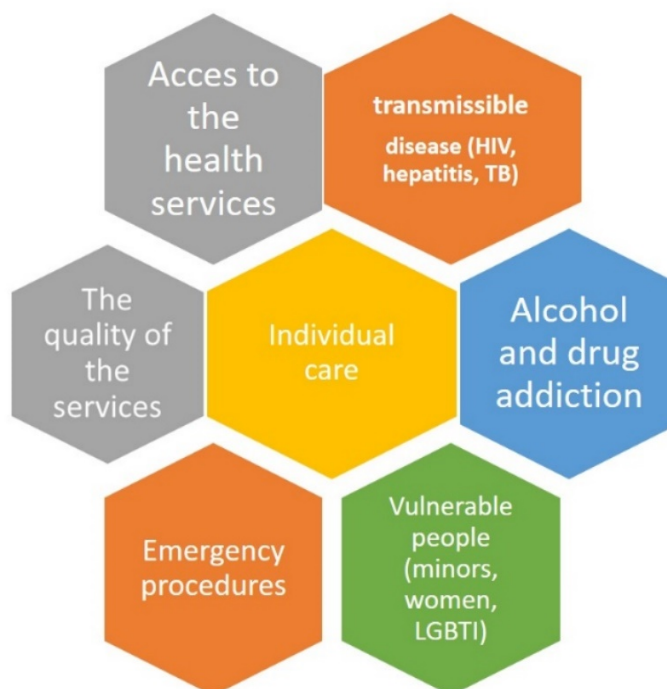 Acces to
the
health
services
transmissible
disease (HIV,
hepatitis, TB)
The
quality of
the
services
Individual
care
Alcohol
and drug
addiction
Emergency
procedures
Vulnerable
people
(minors,
women,
LGBTI)